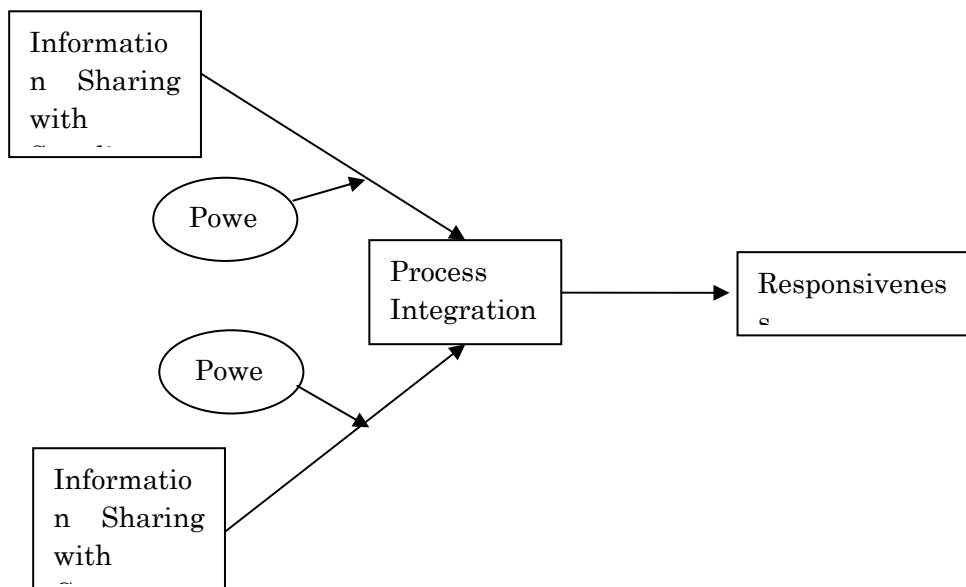 Informatio
n Sharing
with
Powe
Process
Integration
Responsivenes
s
Powe
Informatio
n Sharing
with